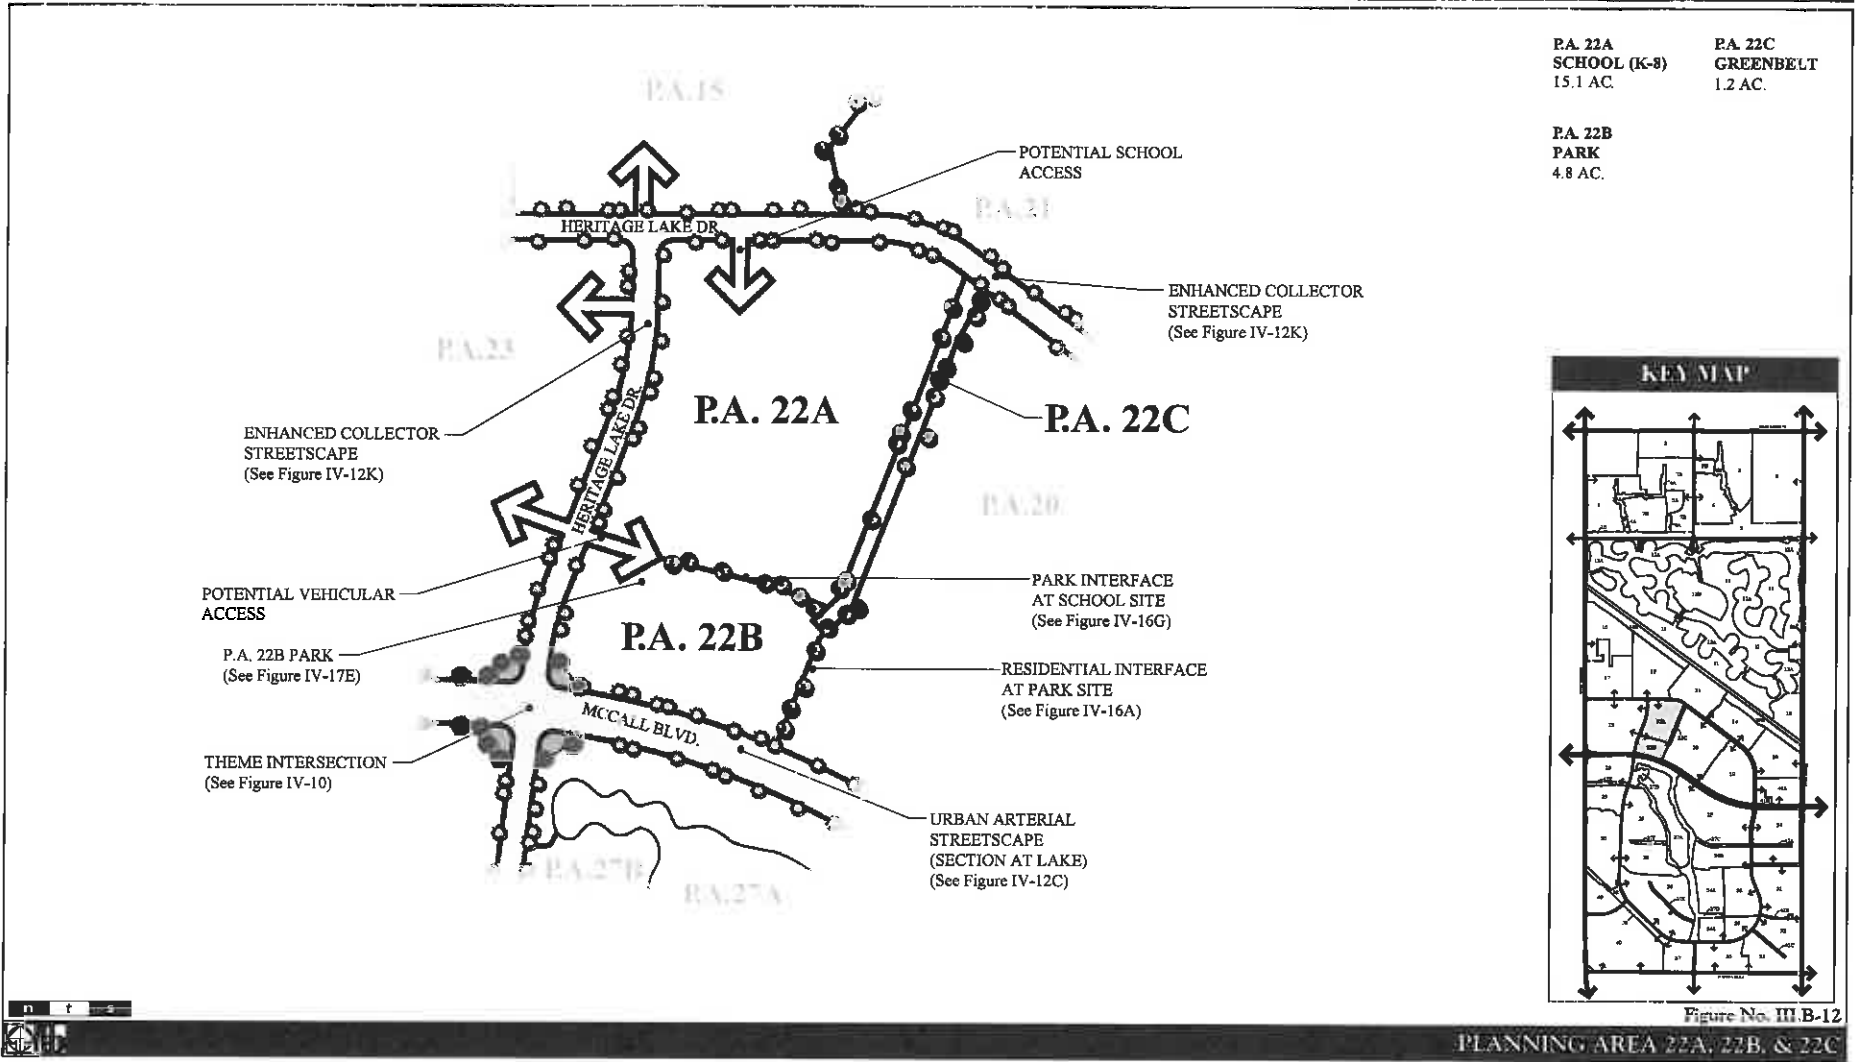 P.A. 22A
SCHOOL (K-8)
15.1 AC.
P.A. 22C
GREENBELT
1.2 AC.
P.A. 22B
PARK
4.8 AC.
P.A.15
POTENTIAL SCHOOL
ACCESS
P.A.21
HERITAGE LAKE DR.
ENHANCED COLLECTOR
STREETSCAPE
(See Figure IV-12K)
P.A.23
P.A. 22A
P.A. 22C
ENHANCED COLLECTOR
STREETSCAPE
(See Figure IV-12K)
HERITAGE LAKE DR.
P.A.20
POTENTIAL VEHICULAR
ACCESS
PARK INTERFACE
AT SCHOOL SITE
(See Figure IV-16G)
P.A. 22B
P.A. 22B PARK
(See Figure IV-17E)
RESIDENTIAL INTERFACE
AT PARK SITE
(See Figure IV-16A)
MCCALL BLVD.
THEME INTERSECTION
(See Figure IV-10)
URBAN ARTERIAL
STREETSCAPE
(SECTION AT LAKE)
(See Figure IV-12C)
P.A.27B
P.A.27A
KEY MAP
n t s
Figure No. III.B-12
PLANNING AREA 22A, 22B, & 22C